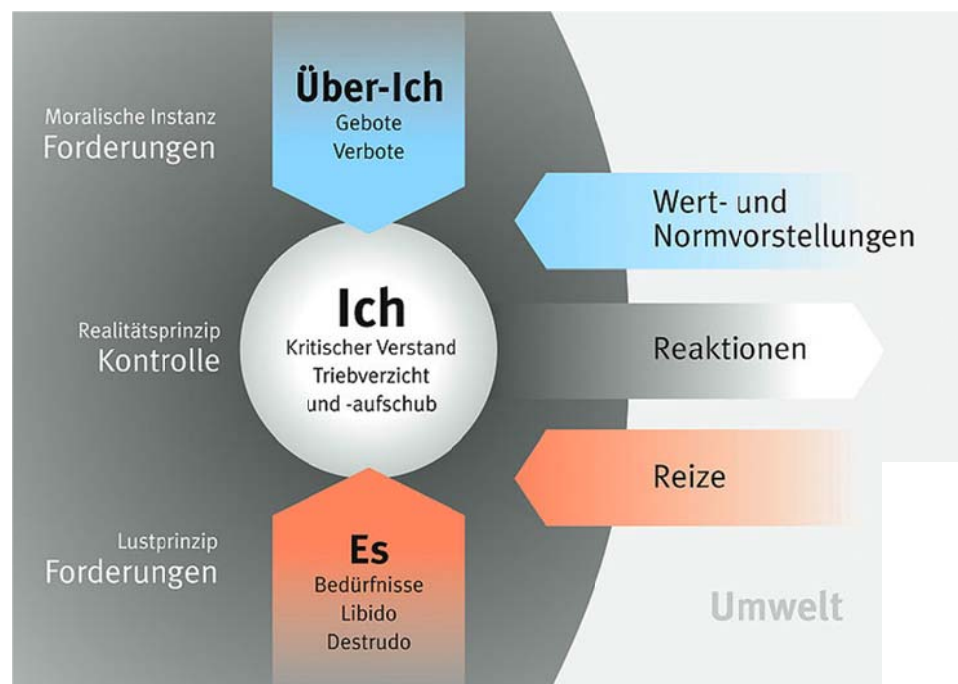 Über-Ich
Gebote
Verbote
Moralische Instanz
Forderungen
Wert- und
Normvorstellungen
Ich
Kritischer Verstand
Triebverzicht
und -aufschub
Realitätsprinzip
Kontrolle
Reaktionen
Reize
Lustprinzip
Forderungen
Es
Bedürfnisse
Libido
Destrudo
Umwelt